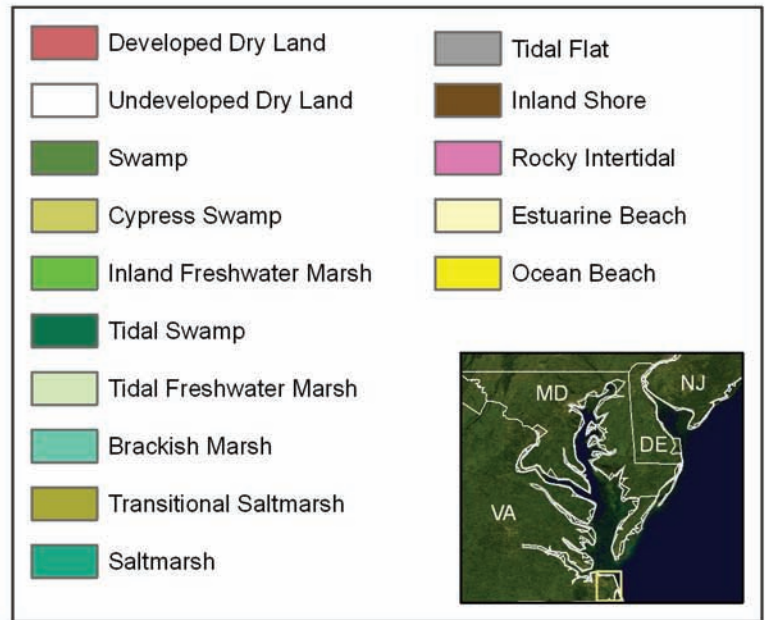 Developed Dry Land
Undeveloped Dry Land
Swamp
Cypress Swamp
Inland Freshwater Marsh
Tidal Swamp
Tidal Freshwater Marsh
Brackish Marsh
Transitional Saltmarsh
Saltmarsh
Tidal Flat
Inland Shore
Rocky Intertidal
Estuarine Beach
Ocean Beach
MD
NJ
DE
VA